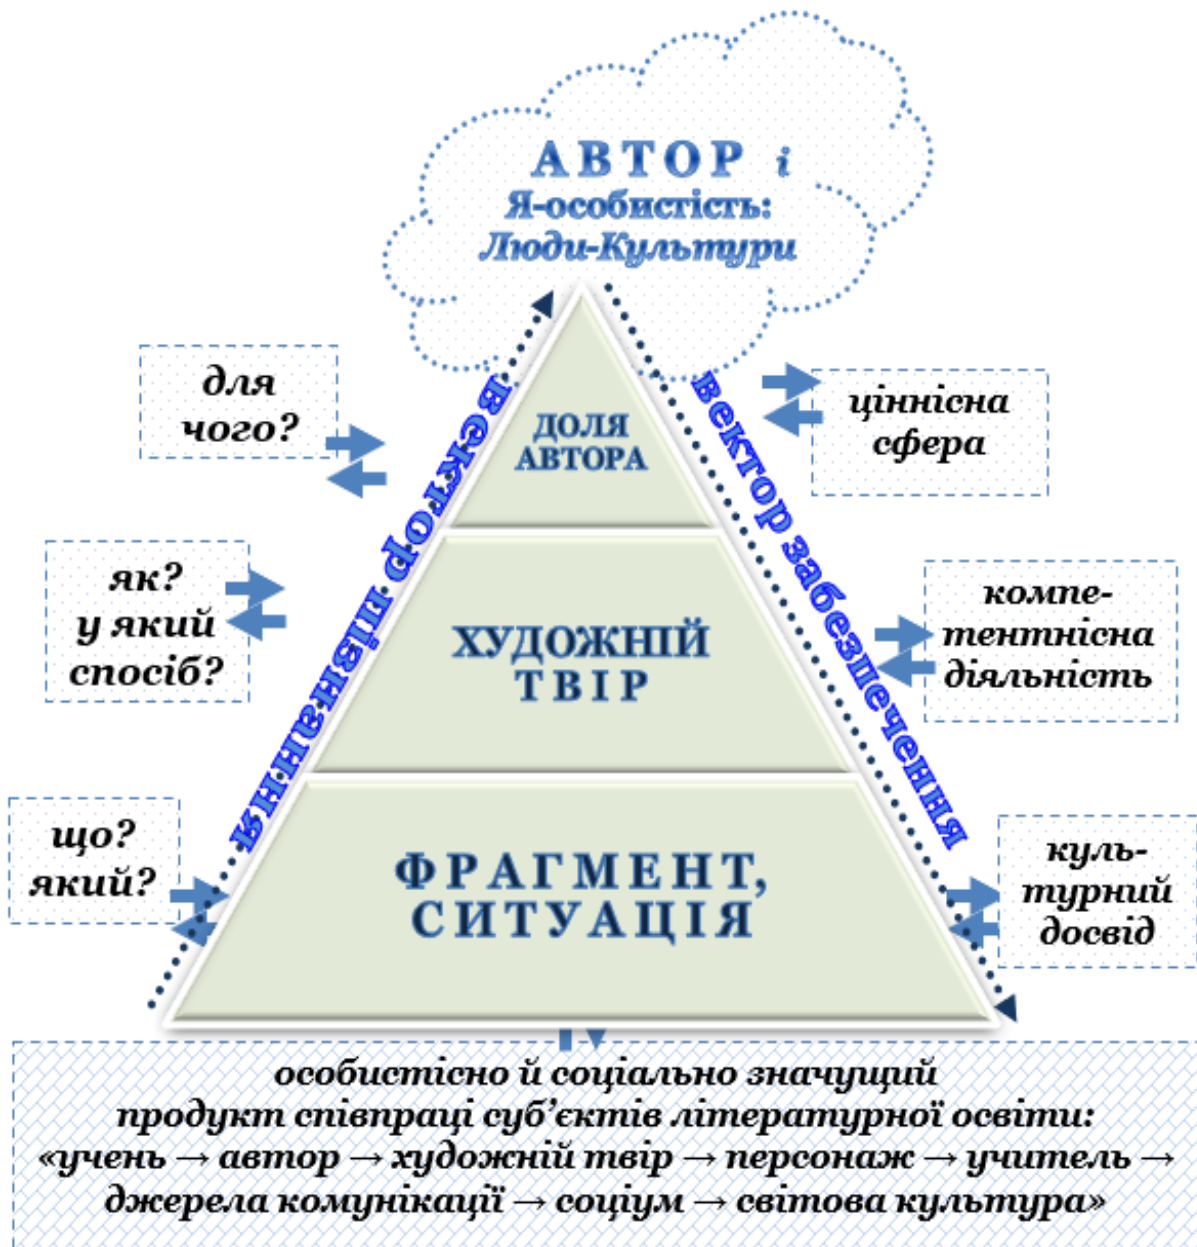 АВТОР і
Я-особистість:
Люди-Культури
для
чого?
вектор пізнання
ДОЛЯ
АВТОРА
вектор забезпечення
ціннісна
сфера
як?
у який
спосіб?
ХУДОЖНІЙ
ТВІР
компе-
тентнісна
діяльність
що?
який?
ФРАГМЕНТ,
СИТУАЦІЯ
куль-
турний
досвід
особистісно й соціально значущий
продукт співпраці суб’єктів літературної освіти:
«учень → автор → художній твір → персонаж → учитель →
джерела комунікації → соціум → світова культура»